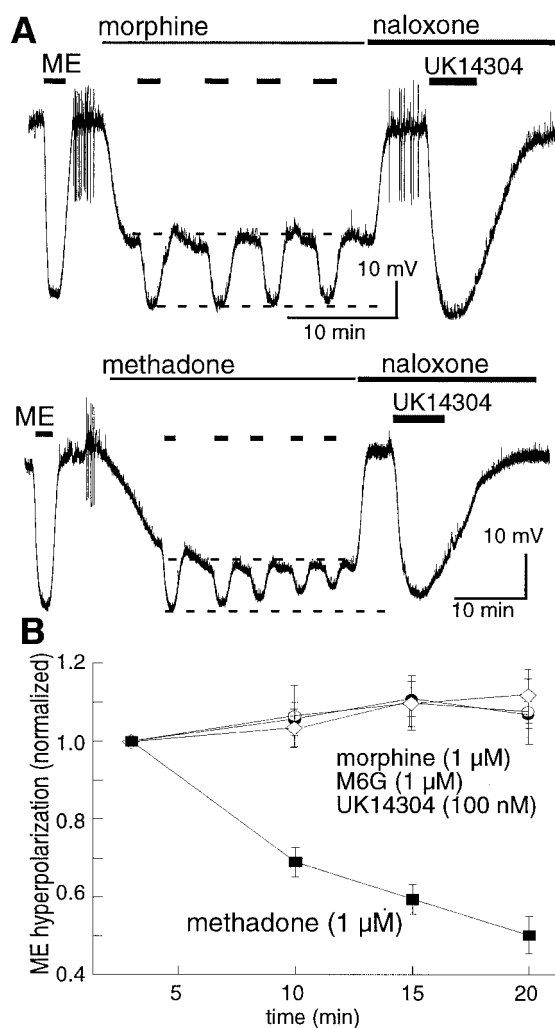 A
morphine
naloxone
ME
UK14304
10 mV
10 min
methadone
naloxone
ME
UK14304
10 mV
10 min
B
ME hyperpolarization (normalized)
1.2
1.0
0.8
0.6
0.4
morphine (1 µM)
M6G (1 µM)
UK14304 (100 nM)
methadone (1 µM)
5
10
15
20
time (min)